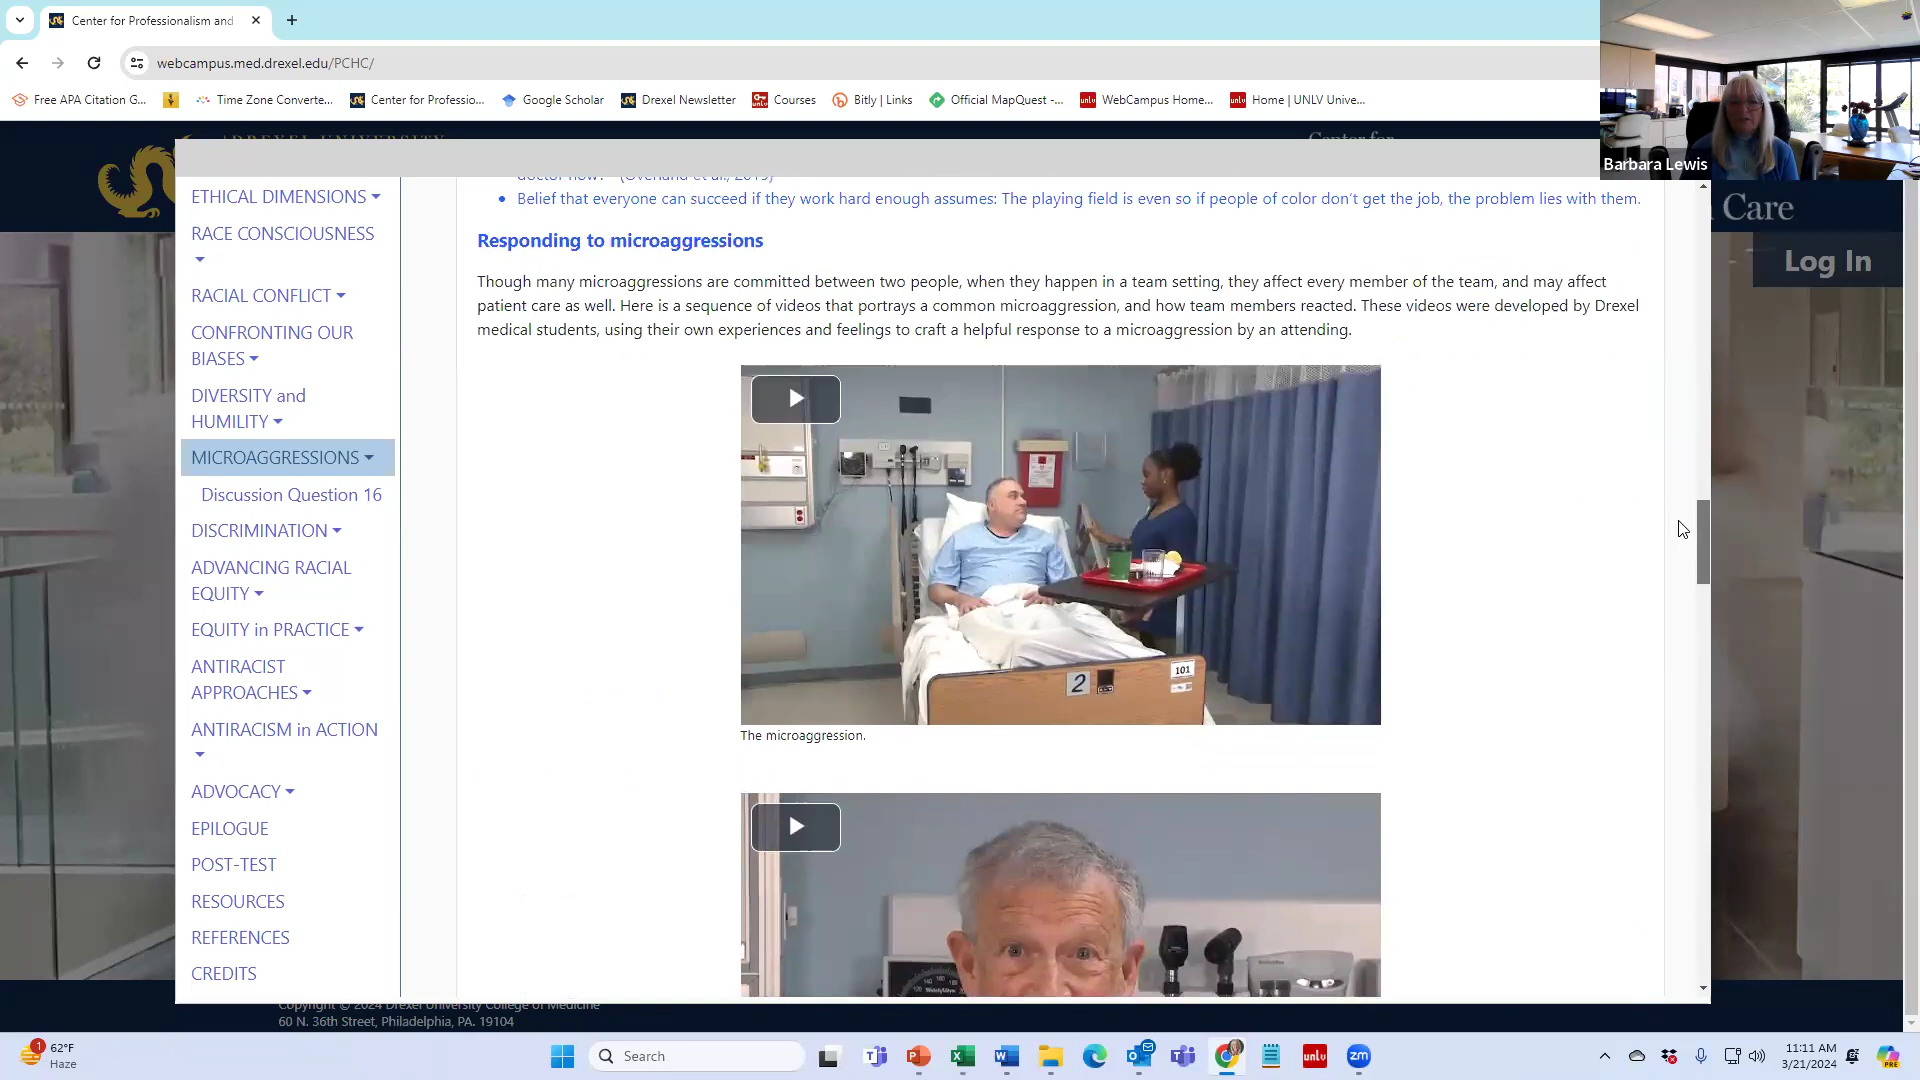 Center for Professionalism and
webcampus.med.drexel.edu/PCHC/
Free APA Citation G...
Time Zone Converte...
Center for Professio...
Google Scholar
Drexel Newsletter
Courses
Bitly | Links
Official MapQuest -...
WebCampus Home...
Home | UNLV Unive...
Barbara Lewis
DREXEL UNIVERSITY
Center for
Care
Log In
ETHICAL DIMENSIONS
RACE CONSCIOUSNESS
RACIAL CONFLICT
CONFRONTING OUR
BIASES
DIVERSITY and
HUMILITY
MICROAGGRESSIONS
Discussion Question 16
DISCRIMINATION
ADVANCING RACIAL
EQUITY
EQUITY in PRACTICE
ANTIRACIST
APPROACHES
ANTIRACISM in ACTION
ADVOCACY
EPILOGUE
POST-TEST
RESOURCES
REFERENCES
CREDITS
doctor now?" (Overland et al., 2019)
• Belief that everyone can succeed if they work hard enough assumes: The playing field is even so if people of color don't get the job, the problem lies with them.
Responding to microaggressions
Though many microaggressions are committed between two people, when they happen in a team setting, they affect every member of the team, and may affect
patient care as well. Here is a sequence of videos that portrays a common microaggression, and how team members reacted. These videos were developed by Drexel
medical students, using their own experiences and feelings to craft a helpful response to a microaggression by an attending.
2
101
The microaggression.
Copyright © 2024 Drexel University College of Medicine
60 N. 36th Street, Philadelphia, PA. 19104
1
62°F
Haze
Search
unlv
zm
11:11 AM
3/21/2024
PRE